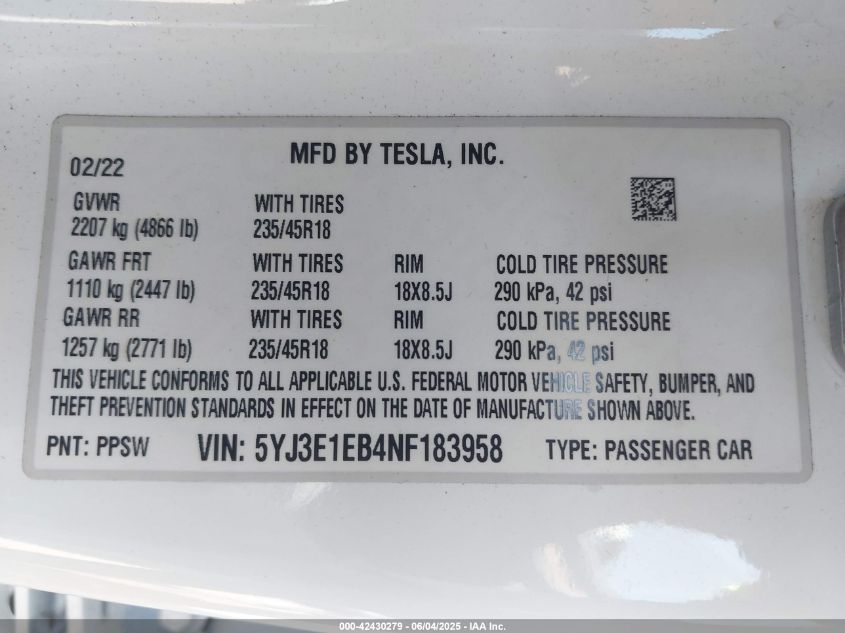 MFD BY TESLA, INC.
02/22
GVWR WITH TIRES
2207 kg (4866 lb) 235/45R18
GAWR FRT WITH TIRES RIM COLD TIRE PRESSURE
1110 kg (2447 lb) 235/45R18 18X8.5J 290 kPa, 42 psi
GAWR RR WITH TIRES RIM COLD TIRE PRESSURE
1257 kg (2771 lb) 235/45R18 18X8.5J 290 kPa, 42 psi
THIS VEHICLE CONFORMS TO ALL APPLICABLE U.S. FEDERAL MOTOR VEHICLE SAFETY, BUMPER, AND
THEFT PREVENTION STANDARDS IN EFFECT ON THE DATE OF MANUFACTURE SHOWN ABOVE.
PNT: PPSW VIN: 5YJ3E1EB4NF183958 TYPE: PASSENGER CAR
000-42430279 - 06/04/2025 - IAA Inc.